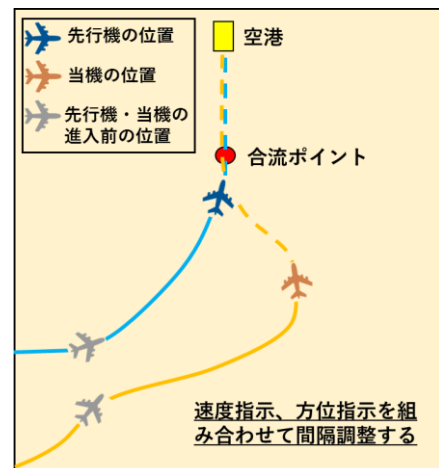 先行機の位置
当機の位置
先行機・当機の
進入前の位置
空港
合流ポイント
速度指示、方位指示を組
み合わせて間隔調整する